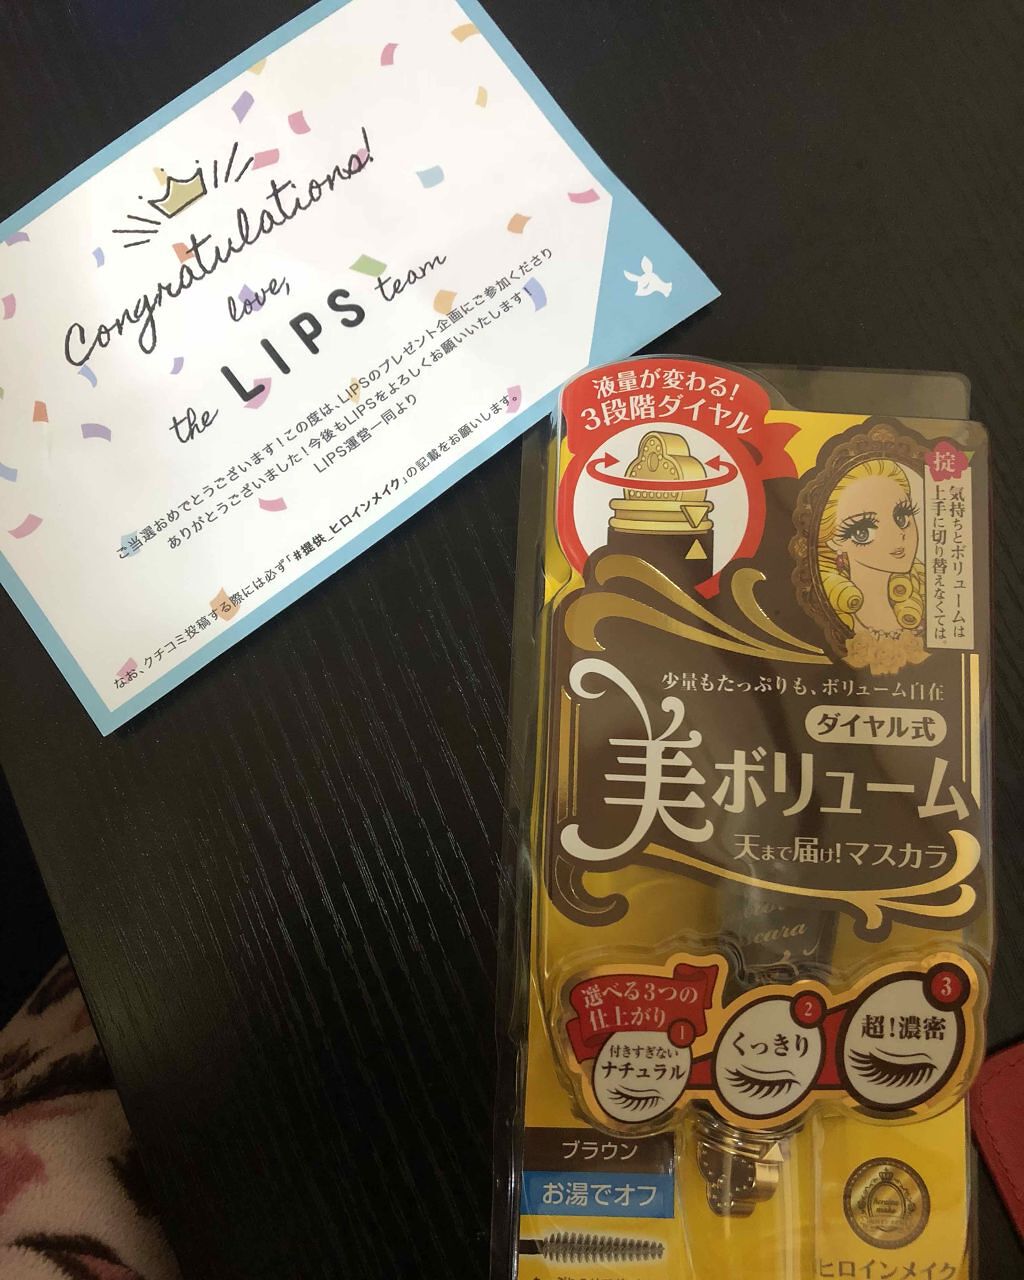 Congratulations!
love,
the LIPS team
ご当選おめでとうございます！この度は、LIPSのプレゼント企画にご参加くださり
ありがとうございました！今後もLIPSをよろしくお願いいたします！
LIPS運営一同より
なお、クチコミ投稿する際には必ず「#提供_ヒロインメイク」の記載をお願いします。
液量が変わる！
3段階ダイヤル
掟
気持ちとボリュームは
上手に切り替えなくては。
少量もたっぷりも、ボリューム自在
ダイヤル式
美ボリューム
天まで届け！マスカラ
選べる3つの
仕上がり
1
付きすぎない
ナチュラル
2
くっきり
3
超！濃密
ブラウン
お湯でオフ
heroine
make
ヒロインメイク